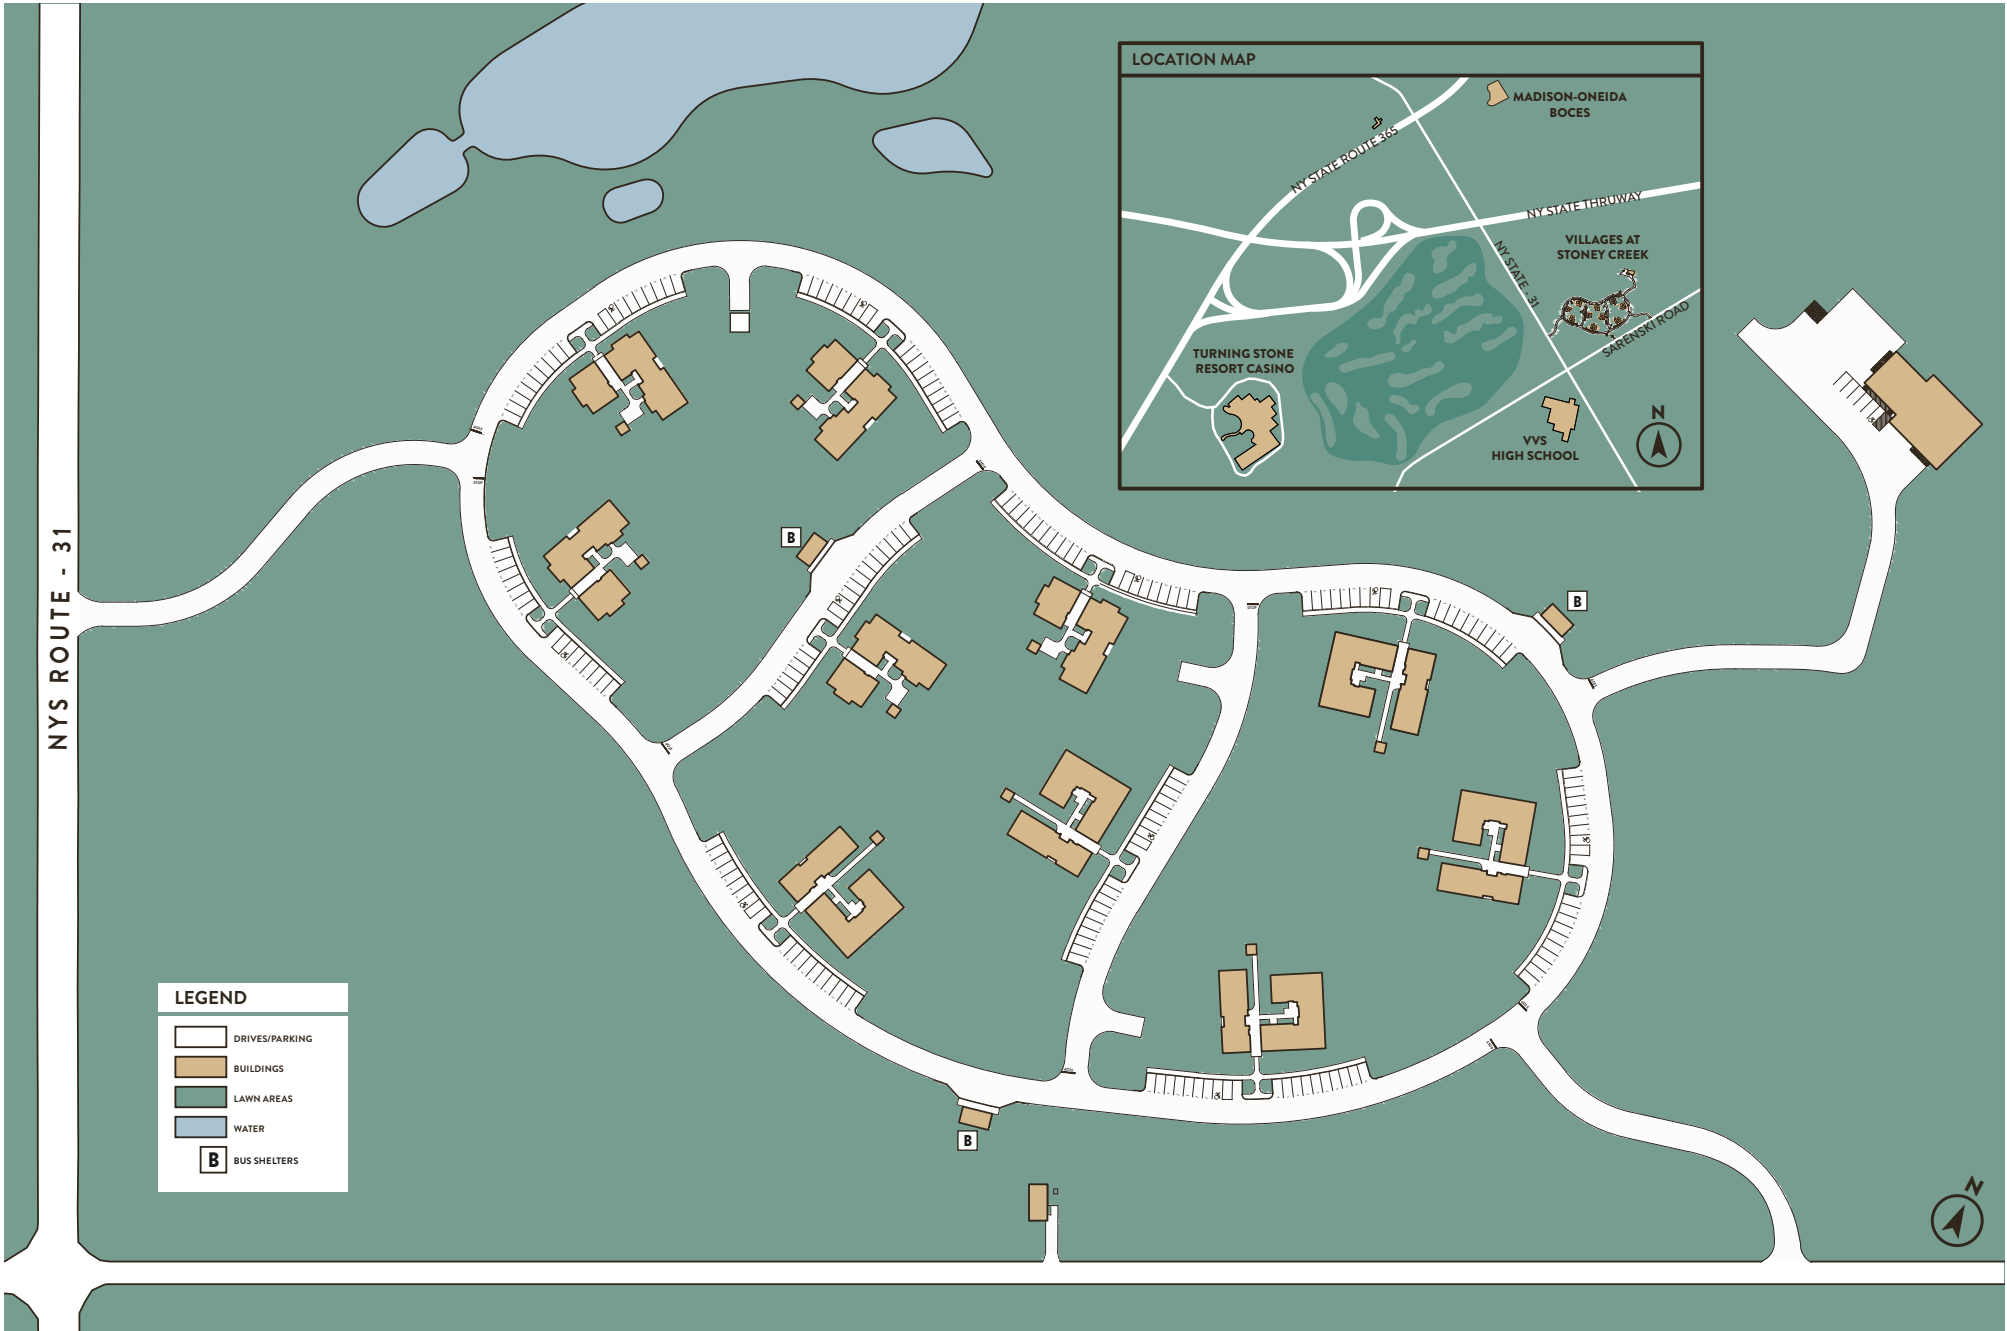 LOCATION MAP
MADISON-ONEIDA
BOCES
NY STATE ROUTE 365
NY STATE THRUWAY
NY STATE - 31
VILLAGES AT
STONEY CREEK
SARENSKI ROAD
TURNING STONE
RESORT CASINO
VVS
HIGH SCHOOL
N
NYS ROUTE - 31
B
B
B
STOP
STOP
LEGEND
DRIVES/PARKING
BUILDINGS
LAWN AREAS
WATER
B BUS SHELTERS
N